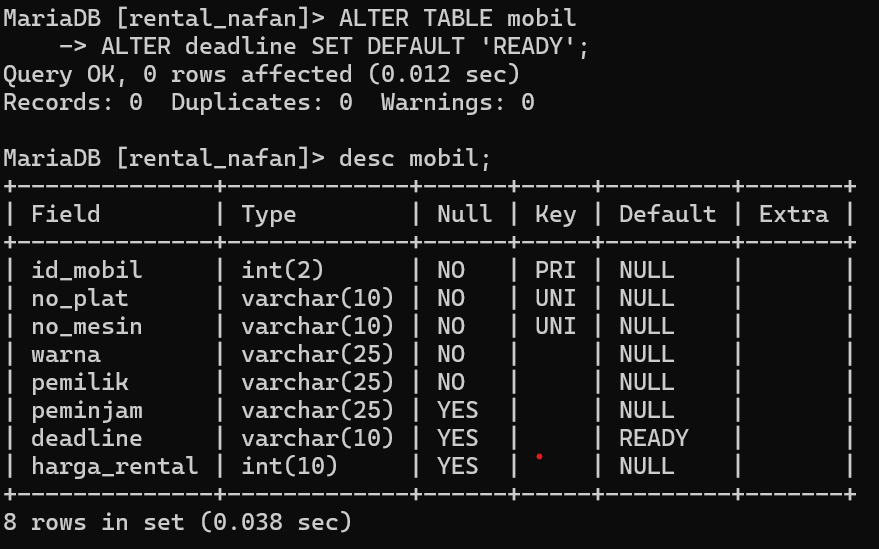 MariaDB [rental_nafan]> ALTER TABLE mobil
    -> ALTER deadline SET DEFAULT 'READY';
Query OK, 0 rows affected (0.012 sec)
Records: 0  Duplicates: 0  Warnings: 0
MariaDB [rental_nafan]> desc mobil;
+--------------+-------------+------+-----+---------+-------+
| Field        | Type        | Null | Key | Default | Extra |
+--------------+-------------+------+-----+---------+-------+
| id_mobil     | int(2)      | NO   | PRI | NULL    |       |
| no_plat      | varchar(10) | NO   | UNI | NULL    |       |
| no_mesin     | varchar(10) | NO   | UNI | NULL    |       |
| warna        | varchar(25) | NO   |     | NULL    |       |
| pemilik      | varchar(25) | NO   |     | NULL    |       |
| peminjam     | varchar(25) | YES  |     | NULL    |       |
| deadline     | varchar(10) | YES  |     | READY   |       |
| harga_rental | int(10)     | YES  |     | NULL    |       |
+--------------+-------------+------+-----+---------+-------+
8 rows in set (0.038 sec)